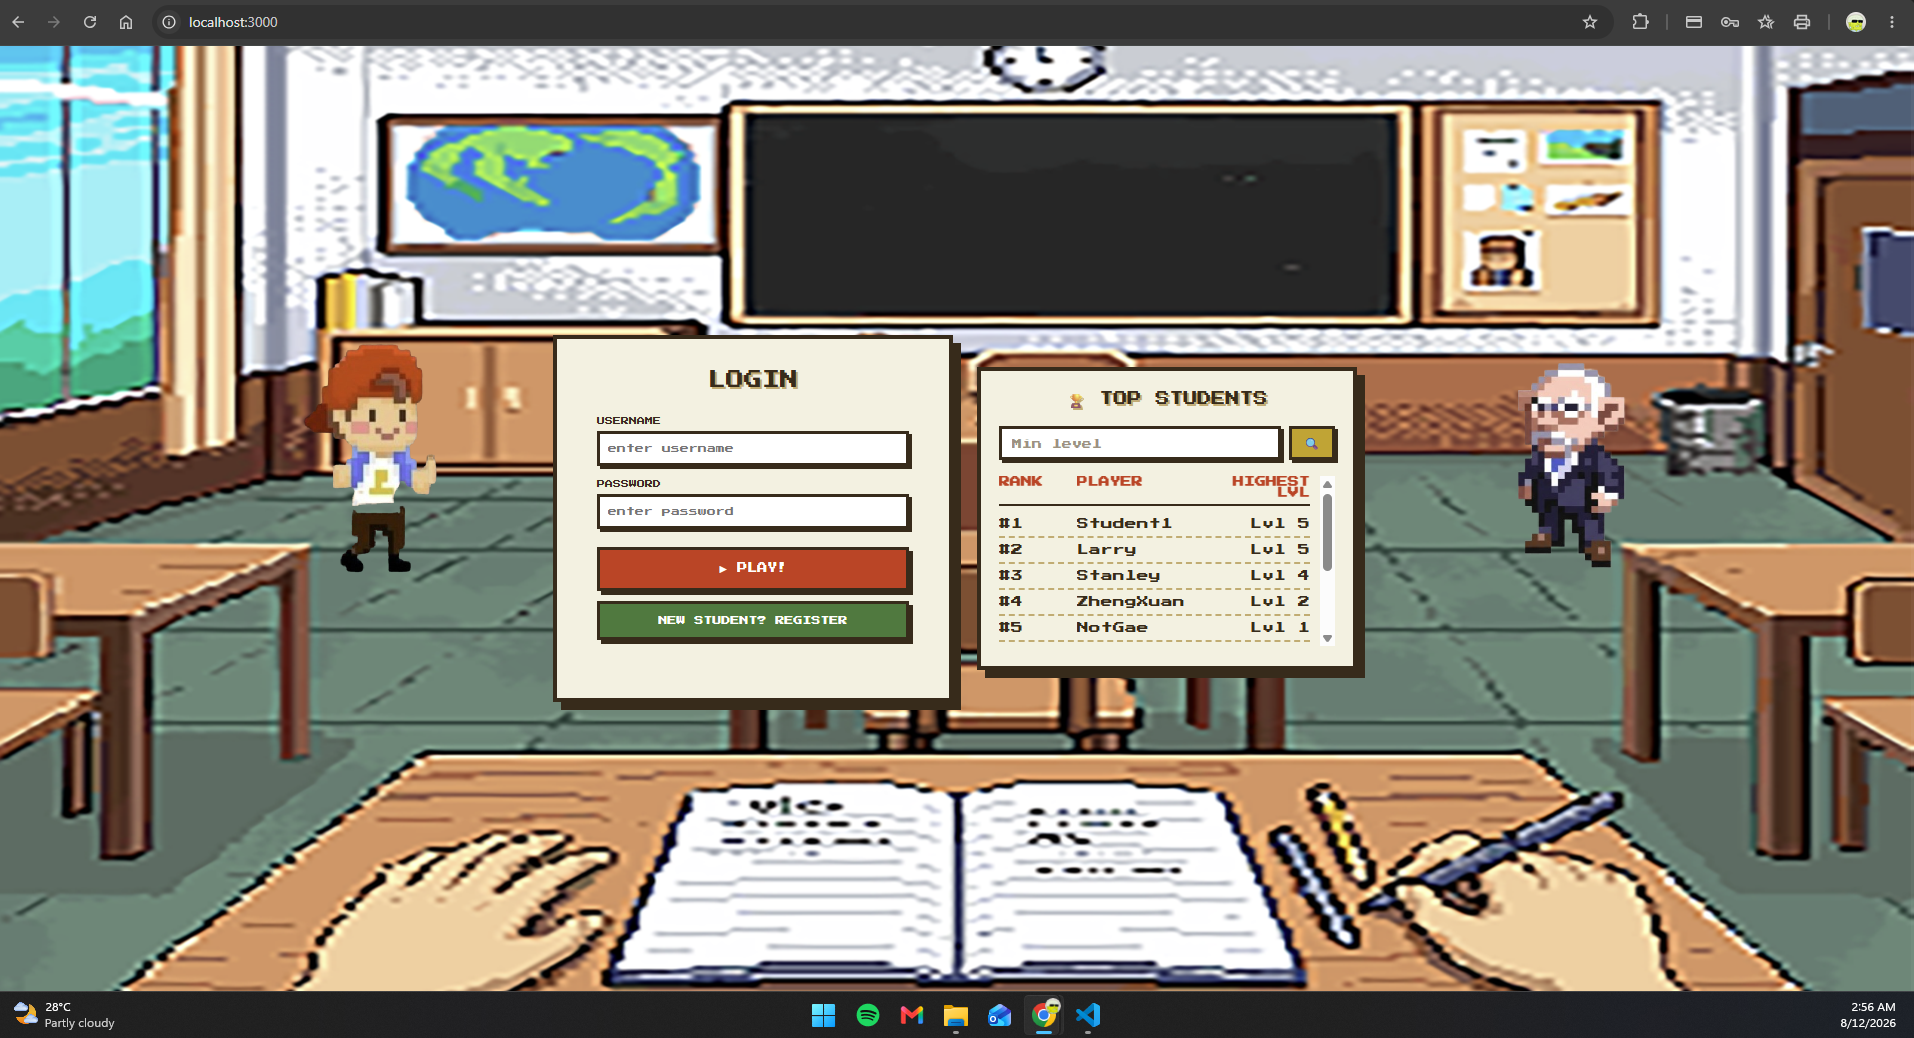 localhost:3000
LOGIN
USERNAME
enter username
PASSWORD
enter password
▶ PLAY!
NEW STUDENT? REGISTER
🏆 TOP STUDENTS
Min level
RANK PLAYER HIGHEST
LVL
#1 Student1 Lvl 5
#2 Larry Lvl 5
#3 Stanley Lvl 4
#4 ZhengXuan Lvl 2
#5 NotGae Lvl 1
28°C
Partly cloudy
2:56 AM
8/12/2026